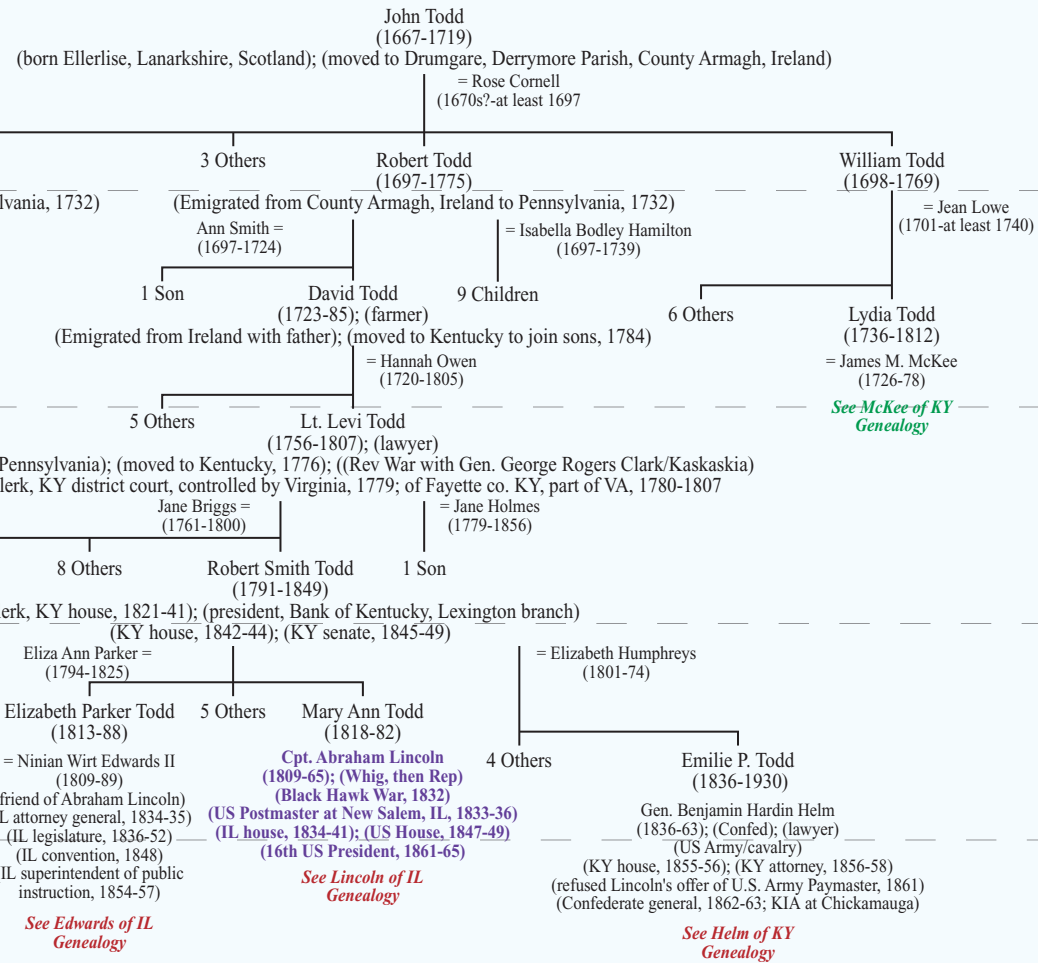 John Todd
(1667-1719)
(born Ellerlise, Lanarkshire, Scotland); (moved to Drumgare, Derrymore Parish, County Armagh, Ireland)
= Rose Cornell
(1670s?-at least 1697
3 Others
Robert Todd
(1697-1775)
William Todd
(1698-1769)
lvania, 1732)
(Emigrated from County Armagh, Ireland to Pennsylvania, 1732)
= Jean Lowe
(1701-at least 1740)
Ann Smith =
(1697-1724)
= Isabella Bodley Hamilton
(1697-1739)
1 Son
David Todd
(1723-85); (farmer)
9 Children
(Emigrated from Ireland with father); (moved to Kentucky to join sons, 1784)
6 Others
Lydia Todd
(1736-1812)
= James M. McKee
(1726-78)
See McKee of KY
Genealogy
= Hannah Owen
(1720-1805)
5 Others
Lt. Levi Todd
(1756-1807); (lawyer)
Pennsylvania); (moved to Kentucky, 1776); ((Rev War with Gen. George Rogers Clark/Kaskaskia)
lerk, KY district court, controlled by Virginia, 1779; of Fayette co. KY, part of VA, 1780-1807
Jane Briggs =
(1761-1800)
= Jane Holmes
(1779-1856)
8 Others
Robert Smith Todd
(1791-1849)
1 Son
erk, KY house, 1821-41); (president, Bank of Kentucky, Lexington branch)
(KY house, 1842-44); (KY senate, 1845-49)
Eliza Ann Parker =
(1794-1825)
= Elizabeth Humphreys
(1801-74)
Elizabeth Parker Todd
(1813-88)
5 Others
Mary Ann Todd
(1818-82)
= Ninian Wirt Edwards II
(1809-89)
friend of Abraham Lincoln)
L attorney general, 1834-35)
(IL legislature, 1836-52)
(IL convention, 1848)
IL superintendent of public
instruction, 1854-57)
See Edwards of IL
Genealogy
Cpt. Abraham Lincoln
(1809-65); (Whig, then Rep)
(Black Hawk War, 1832)
(US Postmaster at New Salem, IL, 1833-36)
(IL house, 1834-41); (US House, 1847-49)
(16th US President, 1861-65)
See Lincoln of IL
Genealogy
4 Others
Emilie P. Todd
(1836-1930)
Gen. Benjamin Hardin Helm
(1836-63); (Confed); (lawyer)
(US Army/cavalry)
(KY house, 1855-56); (KY attorney, 1856-58)
(refused Lincoln's offer of U.S. Army Paymaster, 1861)
(Confederate general, 1862-63; KIA at Chickamauga)
See Helm of KY
Genealogy